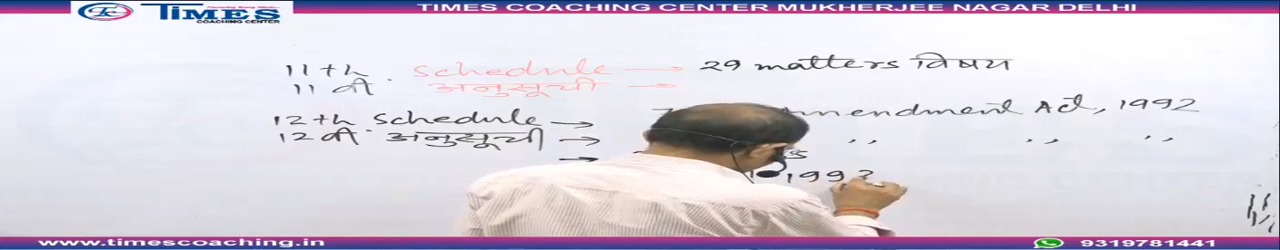 TIMES COACHING CENTER
TIMES COACHING CENTER MUKHERJEE NAGAR DELHI
11th Schedule → 29 matters विषय
11 वी. अनुसूची →
12th Schedule → Amendment Act, 1992
12 वी. अनुसूची → ,, ,, ,,
→
199
www.timescoaching.in
9319781441